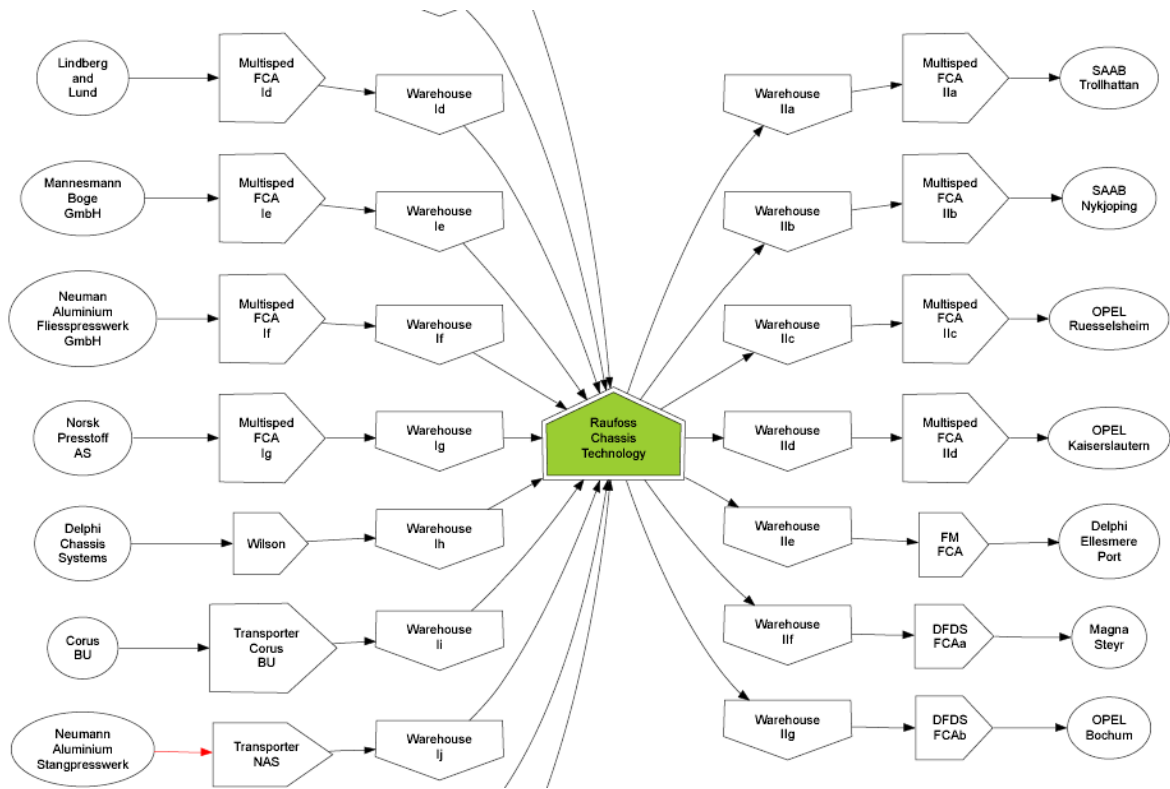 Lindberg
and
Lund
Multisped
FCA
Id
Warehouse
Id
Warehouse
IIa
Multisped
FCA
IIa
SAAB
Trollhattan
Mannesmann
Boge
GmbH
Multisped
FCA
Ie
Warehouse
Ie
Warehouse
IIb
Multisped
FCA
IIb
SAAB
Nykjoping
Neuman
Aluminium
Fliesspresswerk
GmbH
Multisped
FCA
If
Warehouse
If
Warehouse
IIc
Multisped
FCA
IIc
OPEL
Ruesselsheim
Norsk
Presstoff
AS
Multisped
FCA
Ig
Warehouse
Ig
Raufoss
Chassis
Technology
Warehouse
IId
Multisped
FCA
IId
OPEL
Kaiserslautern
Delphi
Chassis
Systems
Wilson
Warehouse
Ih
Warehouse
IIe
FM
FCA
Delphi
Ellesmere
Port
Corus
BU
Transporter
Corus
BU
Warehouse
Ii
Warehouse
IIf
DFDS
FCAa
Magna
Steyr
Neumann
Aluminium
Stangpresswerk
Transporter
NAS
Warehouse
Ij
Warehouse
IIg
DFDS
FCAb
OPEL
Bochum